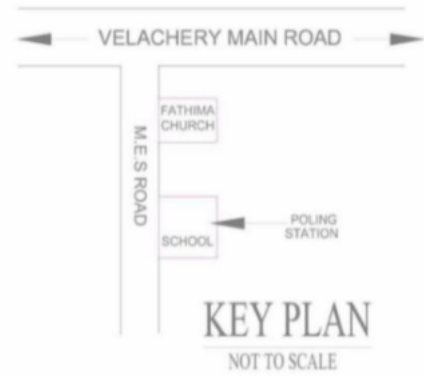 VELACHERY MAIN ROAD
FATHIMA
CHURCH
M.E S ROAD
POLING
STATION
SCHOOL
KEY PLAN
NOT TO SCALE